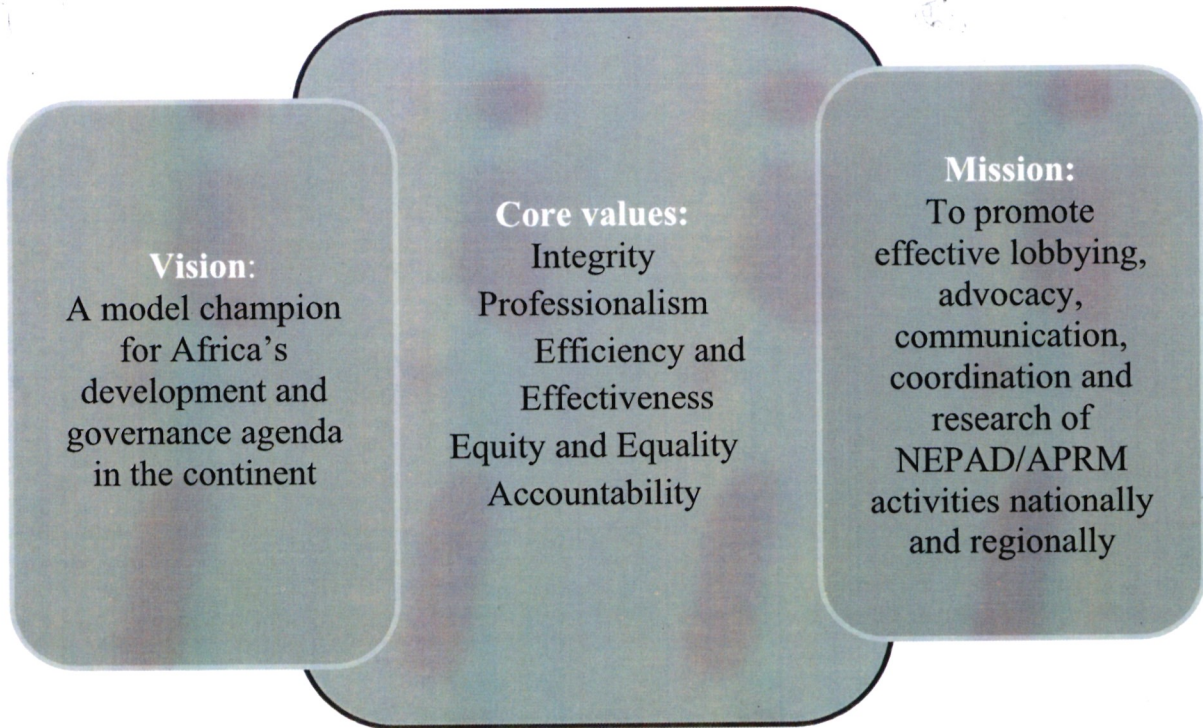 Vision:
A model champion
for Africa's
development and
governance agenda
in the continent
Core values:
Integrity
Professionalism
Efficiency and
Effectiveness
Equity and Equality
Accountability
Mission:
To promote
effective lobbying,
advocacy,
communication,
coordination and
research of
NEPAD/APRM
activities nationally
and regionally